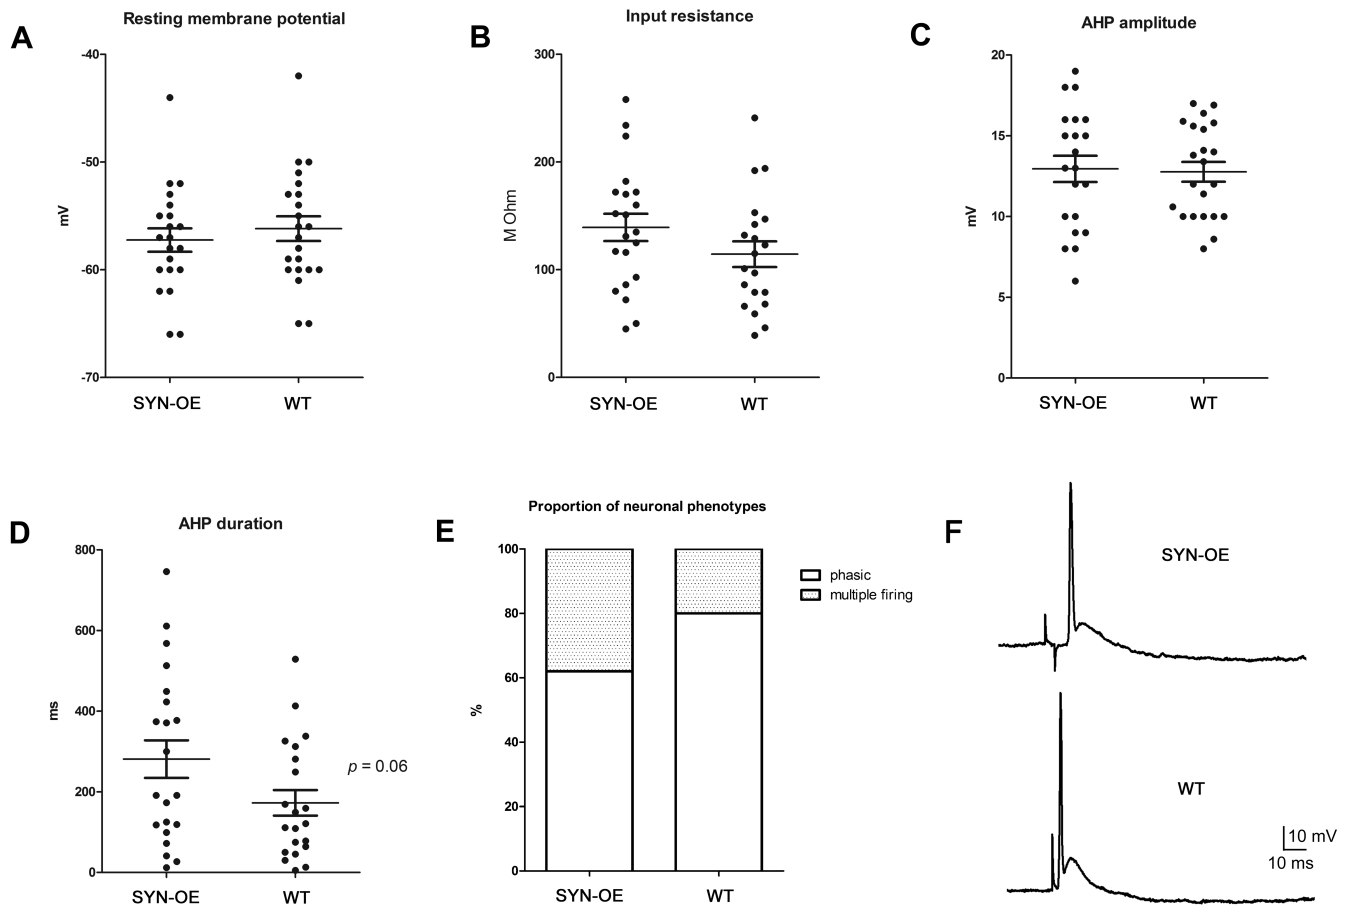 A
Resting membrane potential
mV
-40
-50
-60
-70
SYN-OE
WT
B
Input resistance
M Ohm
300
200
100
0
SYN-OE
WT
C
AHP amplitude
mV
20
15
10
5
0
SYN-OE
WT
D
AHP duration
ms
800
600
400
200
0
p = 0.06
SYN-OE
WT
E
Proportion of neuronal phenotypes
%
100
80
60
40
20
0
SYN-OE
WT
phasic
multiple firing
F
SYN-OE
WT
10 mV
10 ms